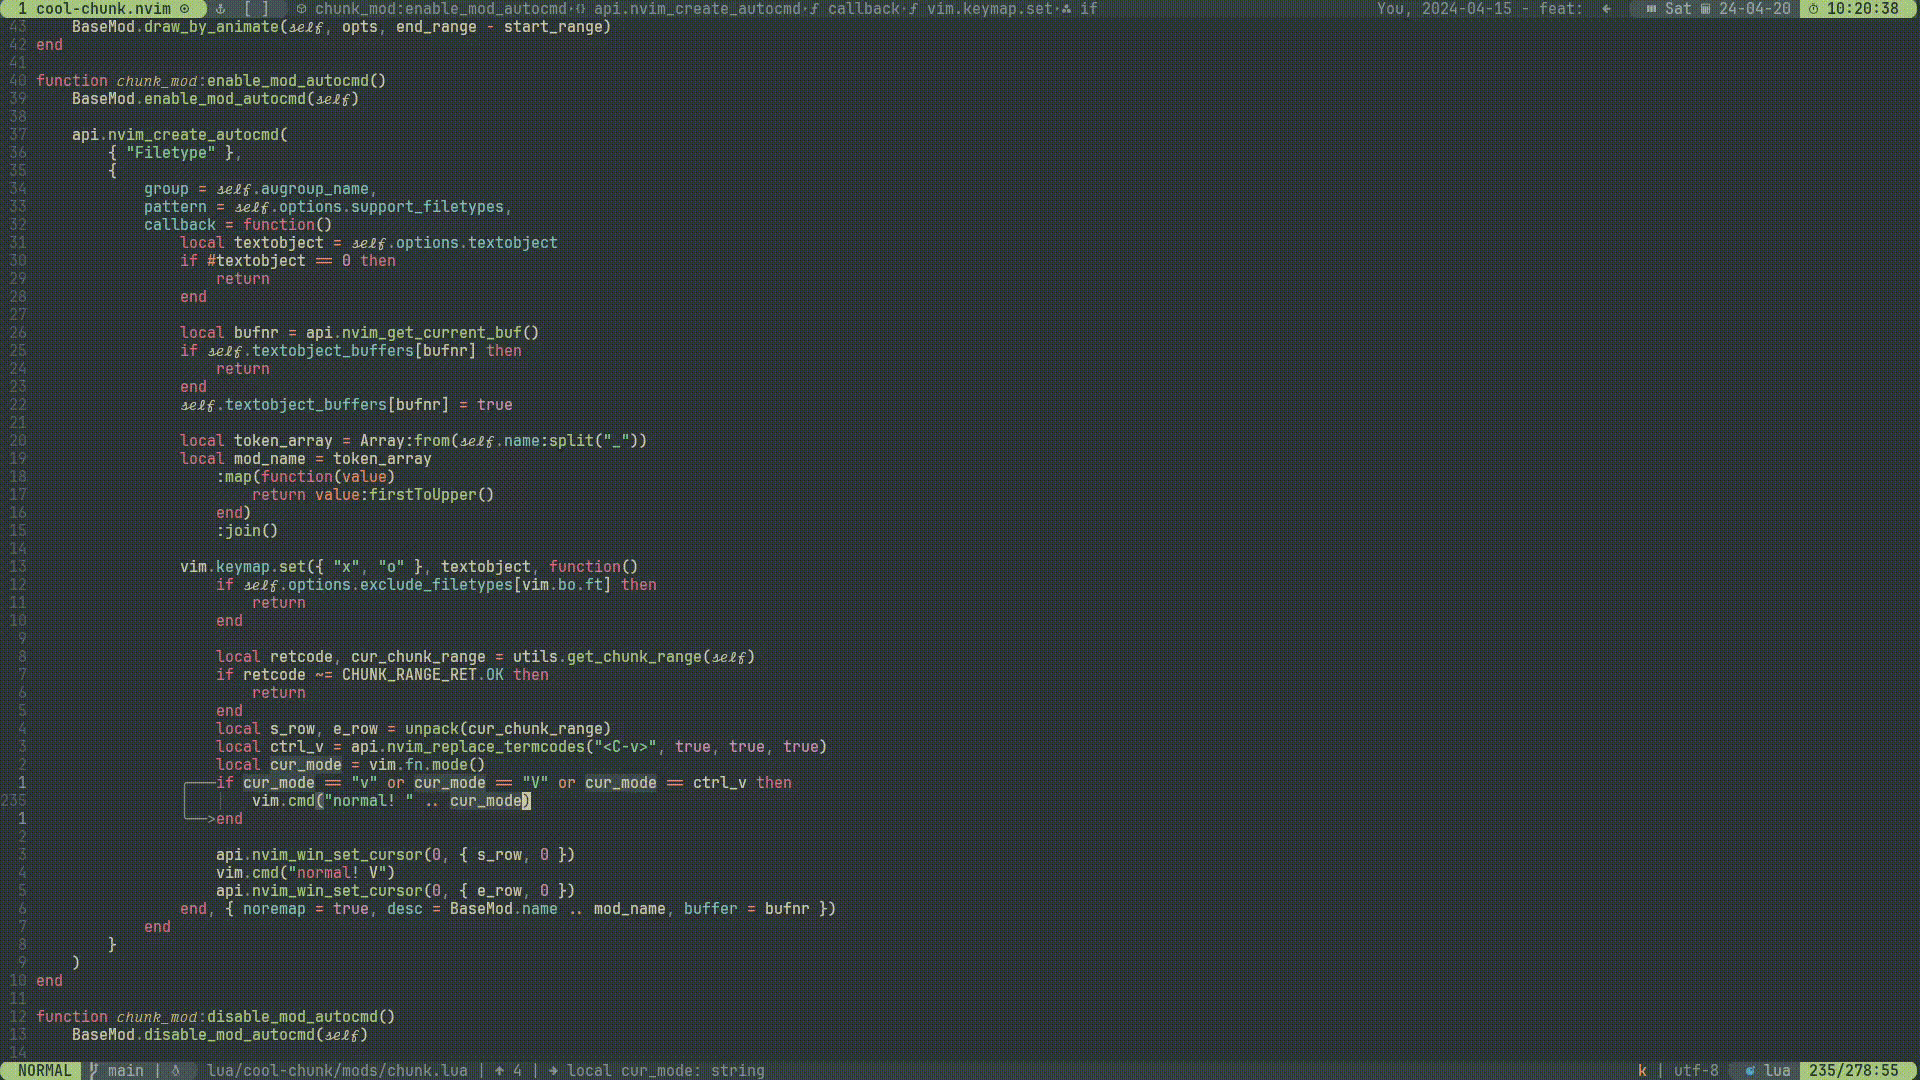 1 cool-chunk.nvim [ ] chunk_mod:enable_mod_autocmd api.nvim_create_autocmd callback vim.keymap.set if You, 2024-04-15 - feat: ← Sat 24-04-20 10:20:38
43 BaseMod.draw_by_animate(self, opts, end_range - start_range)
42 end
41
40 function chunk_mod:enable_mod_autocmd()
39     BaseMod.enable_mod_autocmd(self)
38
37     api.nvim_create_autocmd(
36         { "Filetype" },
35         {
34             group = self.augroup_name,
33             pattern = self.options.support_filetypes,
32             callback = function()
31                 local textobject = self.options.textobject
30                 if #textobject == 0 then
29                     return
28                 end
27
26                 local bufnr = api.nvim_get_current_buf()
25                 if self.textobject_buffers[bufnr] then
24                     return
23                 end
22                 self.textobject_buffers[bufnr] = true
21
20                 local token_array = Array:from(self.name:split("_"))
19                 local mod_name = token_array
18                     :map(function(value)
17                         return value:firstToUpper()
16                     end)
15                     :join()
14
13                 vim.keymap.set({ "x", "o" }, textobject, function()
12                     if self.options.exclude_filetypes[vim.bo.ft] then
11                         return
10                     end
9
8                     local retcode, cur_chunk_range = utils.get_chunk_range(self)
7                     if retcode ~= CHUNK_RANGE_RET.OK then
6                         return
5                     end
4                     local s_row, e_row = unpack(cur_chunk_range)
3                     local ctrl_v = api.nvim_replace_termcodes("<C-v>", true, true, true)
2                     local cur_mode = vim.fn.mode()
1                     if cur_mode == "v" or cur_mode == "V" or cur_mode == ctrl_v then
235                         vim.cmd("normal! " .. cur_mode)
1                     end
2
3                     api.nvim_win_set_cursor(0, { s_row, 0 })
4                     vim.cmd("normal! V")
5                     api.nvim_win_set_cursor(0, { e_row, 0 })
6                 end, { noremap = true, desc = BaseMod.name .. mod_name, buffer = bufnr })
7             end
8         }
9     )
10 end
11
12 function chunk_mod:disable_mod_autocmd()
13     BaseMod.disable_mod_autocmd(self)
14
NORMAL main | lua/cool-chunk/mods/chunk.lua | ↑ 4 | → local cur_mode: string k | utf-8 lua 235/278:55